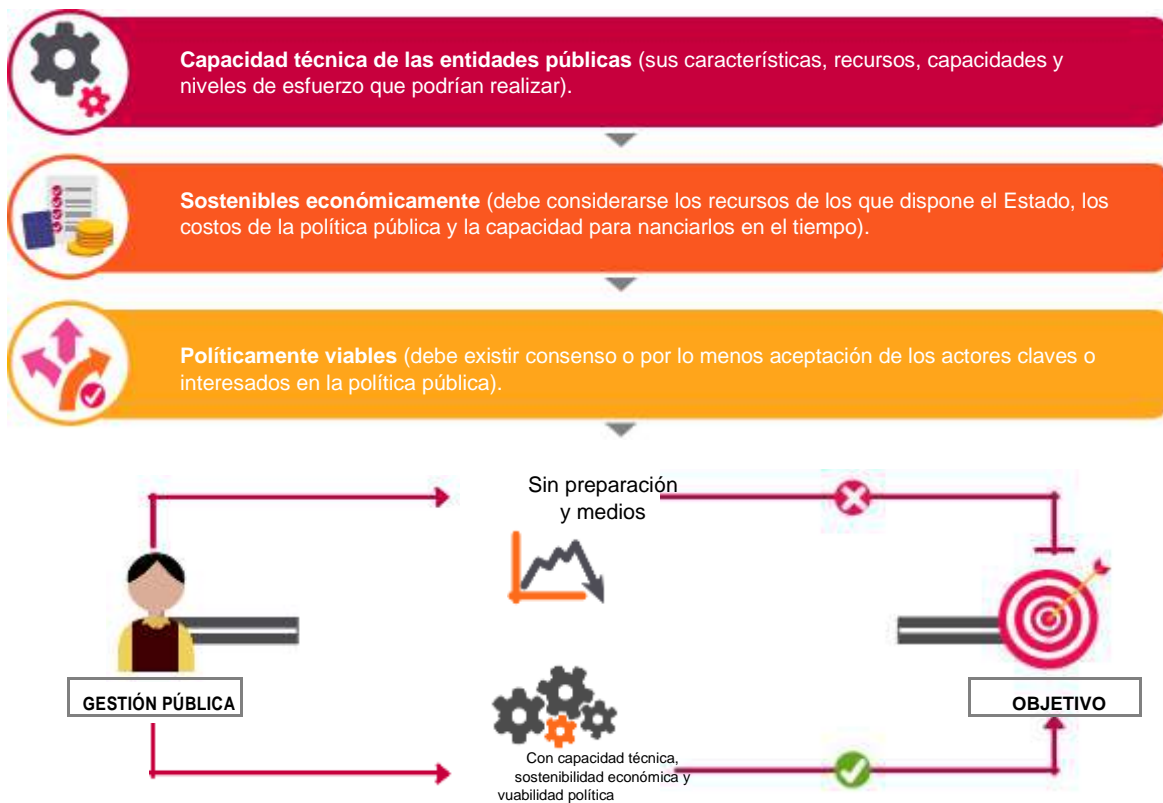 Capacidad técnica de las entidades públicas (sus características, recursos, capacidades y
niveles de esfuerzo que podrían realizar).
Sostenibles económicamente (debe considerarse los recursos de los que dispone el Estado, los
costos de la política pública y la capacidad para nanciarlos en el tiempo).
Políticamente viables (debe existir consenso o por lo menos aceptación de los actores claves o
interesados en la política pública).
Sin preparación
y medios
GESTIÓN PÚBLICA
OBJETIVO
Con capacidad técnica,
sostenibilidad económica y
vuabilidad política